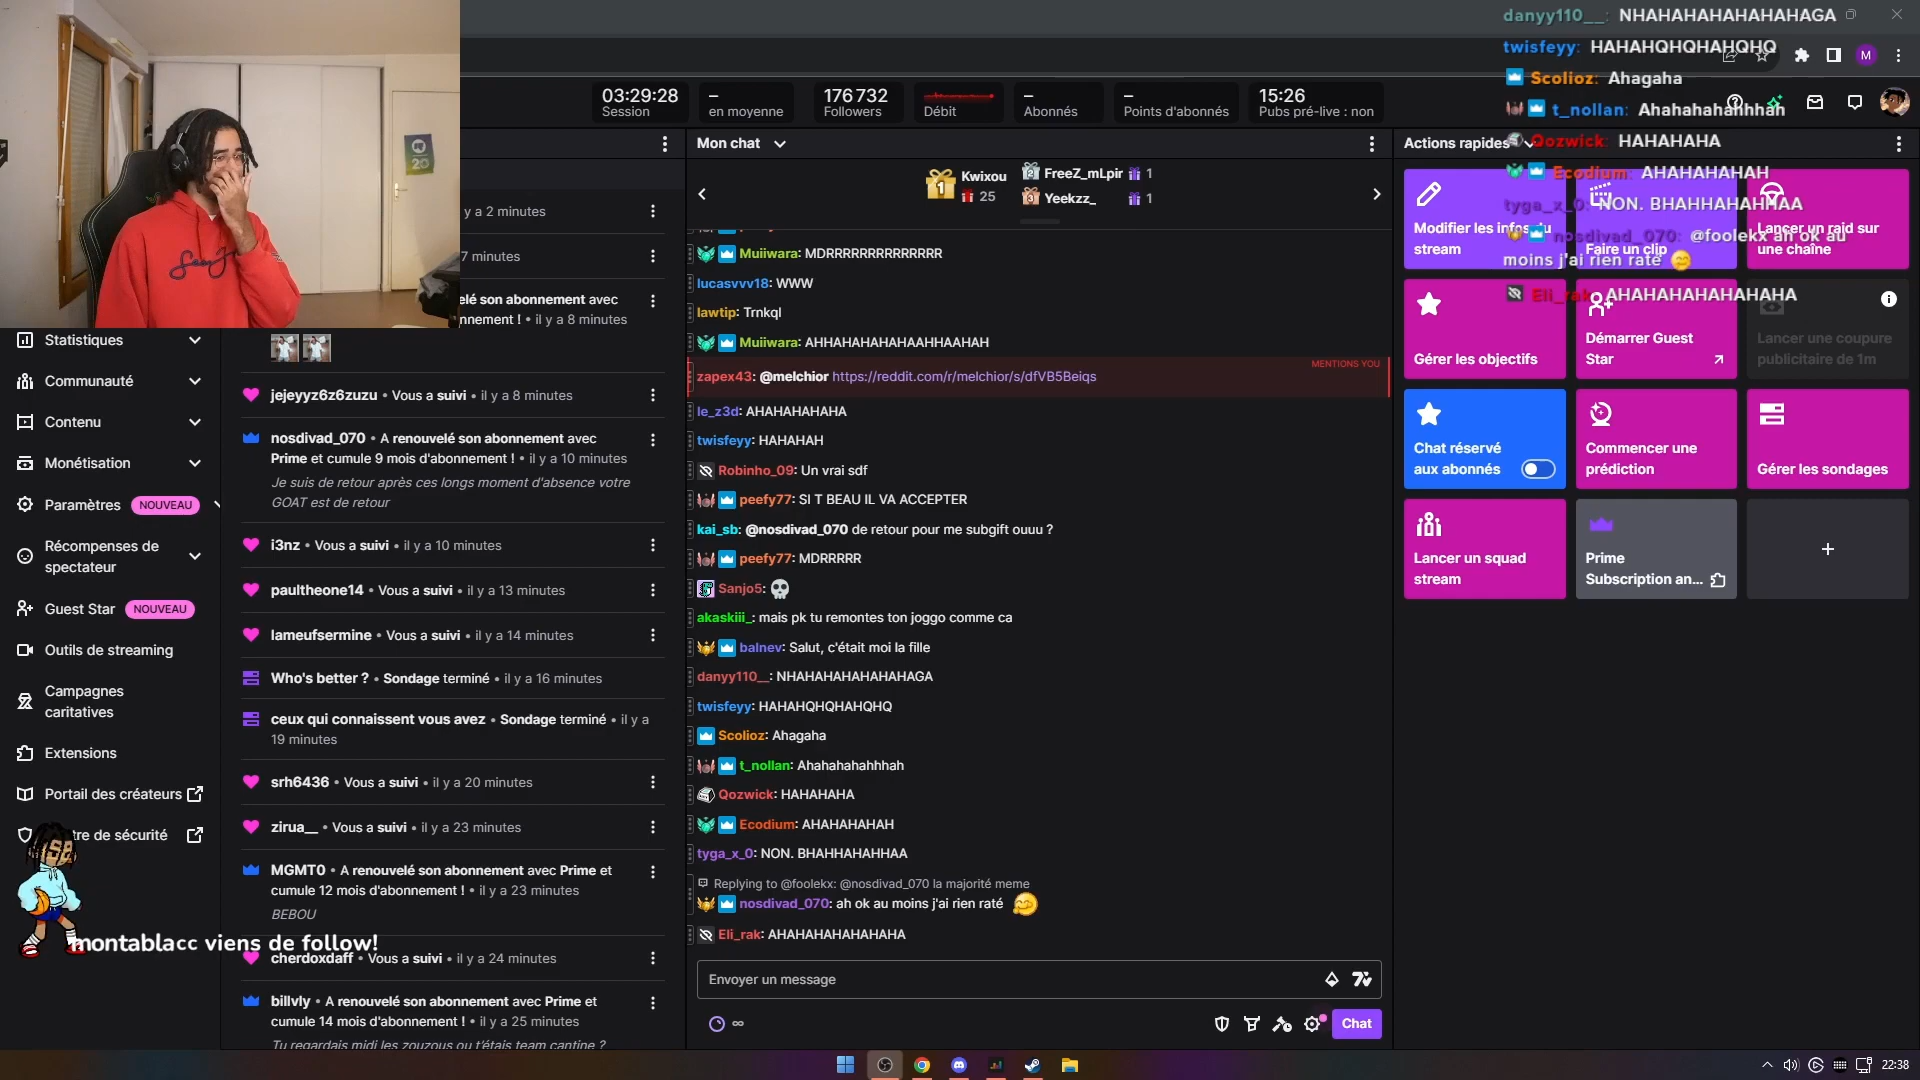 danyy110__: NHAHAHAHAHAHAHAGA
twisfeyy: HAHAHQHQHAHQHQ
Scolioz: Ahagaha
t_nollan: Ahahahahahhhah
Qozwick: HAHAHAHA
Ecodium: AHAHAHAHAH
tyga_x_0: NON. BHAHHAHAHHAA
nosdivad_070: @foolekx ah ok au
moins j'ai rien raté
Eli_rak: AHAHAHAHAHAHAHA
M
20
03:29:28
Session
–
en moyenne
176 732
Followers
Débit
–
Abonnés
–
Points d'abonnés
15:26
Pubs pré-live : non
y a 2 minutes
7 minutes
elé son abonnement avec
nnement ! • il y a 8 minutes
jejeyyz6z6zuzu • Vous a suivi • il y a 8 minutes
nosdivad_070 • A renouvelé son abonnement avec
Prime et cumule 9 mois d'abonnement ! • il y a 10 minutes
Je suis de retour après ces longs moment d'absence votre
GOAT est de retour
i3nz • Vous a suivi • il y a 10 minutes
paultheone14 • Vous a suivi • il y a 13 minutes
lameufsermine • Vous a suivi • il y a 14 minutes
Who's better ? • Sondage terminé • il y a 16 minutes
ceux qui connaissent vous avez • Sondage terminé • il y a
19 minutes
srh6436 • Vous a suivi • il y a 20 minutes
zirua__ • Vous a suivi • il y a 23 minutes
MGMT0 • A renouvelé son abonnement avec Prime et
cumule 12 mois d'abonnement ! • il y a 23 minutes
BEBOU
cherdoxdaff • Vous a suivi • il y a 24 minutes
billvly • A renouvelé son abonnement avec Prime et
cumule 14 mois d'abonnement ! • il y a 25 minutes
Tu regardais midi les zouzous ou t'étais team cantine ?
Statistiques
Communauté
Contenu
Monétisation
Paramètres NOUVEAU
Récompenses de
spectateur
Guest Star NOUVEAU
Outils de streaming
Campagnes
caritatives
Extensions
Portail des créateurs
tre de sécurité
montablacc viens de follow!
Mon chat
1
Kwixou
25
2 FreeZ_mLpir 1
3 Yeekzz_ 1
Muiiwara: MDRRRRRRRRRRRRR
lucasvvv18: WWW
lawtip: Trnkql
Muiiwara: AHHAHAHAHAHAAHHAAHAH
MENTIONS YOU
zapex43: @melchior https://reddit.com/r/melchior/s/dfVB5Beiqs
le_z3d: AHAHAHAHAHA
twisfeyy: HAHAHAH
Robinho_09: Un vrai sdf
peefy77: SI T BEAU IL VA ACCEPTER
kai_sb: @nosdivad_070 de retour pour me subgift ouuu ?
peefy77: MDRRRRR
Sanjo5:
akaskiii_: mais pk tu remontes ton joggo comme ca
balnev: Salut, c'était moi la fille
danyy110__: NHAHAHAHAHAHAHAGA
twisfeyy: HAHAHQHQHAHQHQ
Scolioz: Ahagaha
t_nollan: Ahahahahahhhah
Qozwick: HAHAHAHA
Ecodium: AHAHAHAHAH
tyga_x_0: NON. BHAHHAHAHHAA
Replying to @foolekx: @nosdivad_070 la majorité meme
nosdivad_070: ah ok au moins j'ai rien raté
Eli_rak: AHAHAHAHAHAHAHA
Envoyer un message
Chat
Actions rapides
Modifier les infos du
stream
Faire un clip
Lancer un raid sur
une chaîne
Gérer les objectifs
Démarrer Guest
Star
Lancer une coupure
publicitaire de 1m
Chat réservé
aux abonnés
Commencer une
prédiction
Gérer les sondages
Lancer un squad
stream
Prime
Subscription an...
22:38